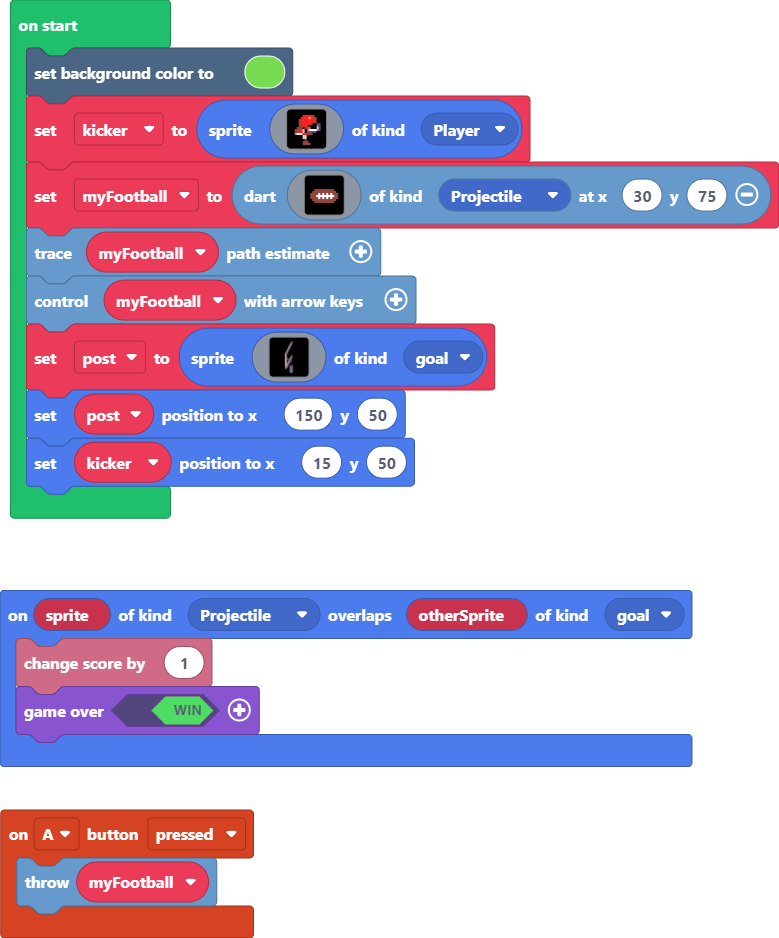 on start
set background color to
set kicker to sprite of kind Player
set myFootball to dart of kind Projectile at x 30 y 75
trace myFootball path estimate
control myFootball with arrow keys
set post to sprite of kind goal
set post position to x 150 y 50
set kicker position to x 15 y 50
on sprite of kind Projectile overlaps otherSprite of kind goal
change score by 1
game over WIN
on A button pressed
throw myFootball